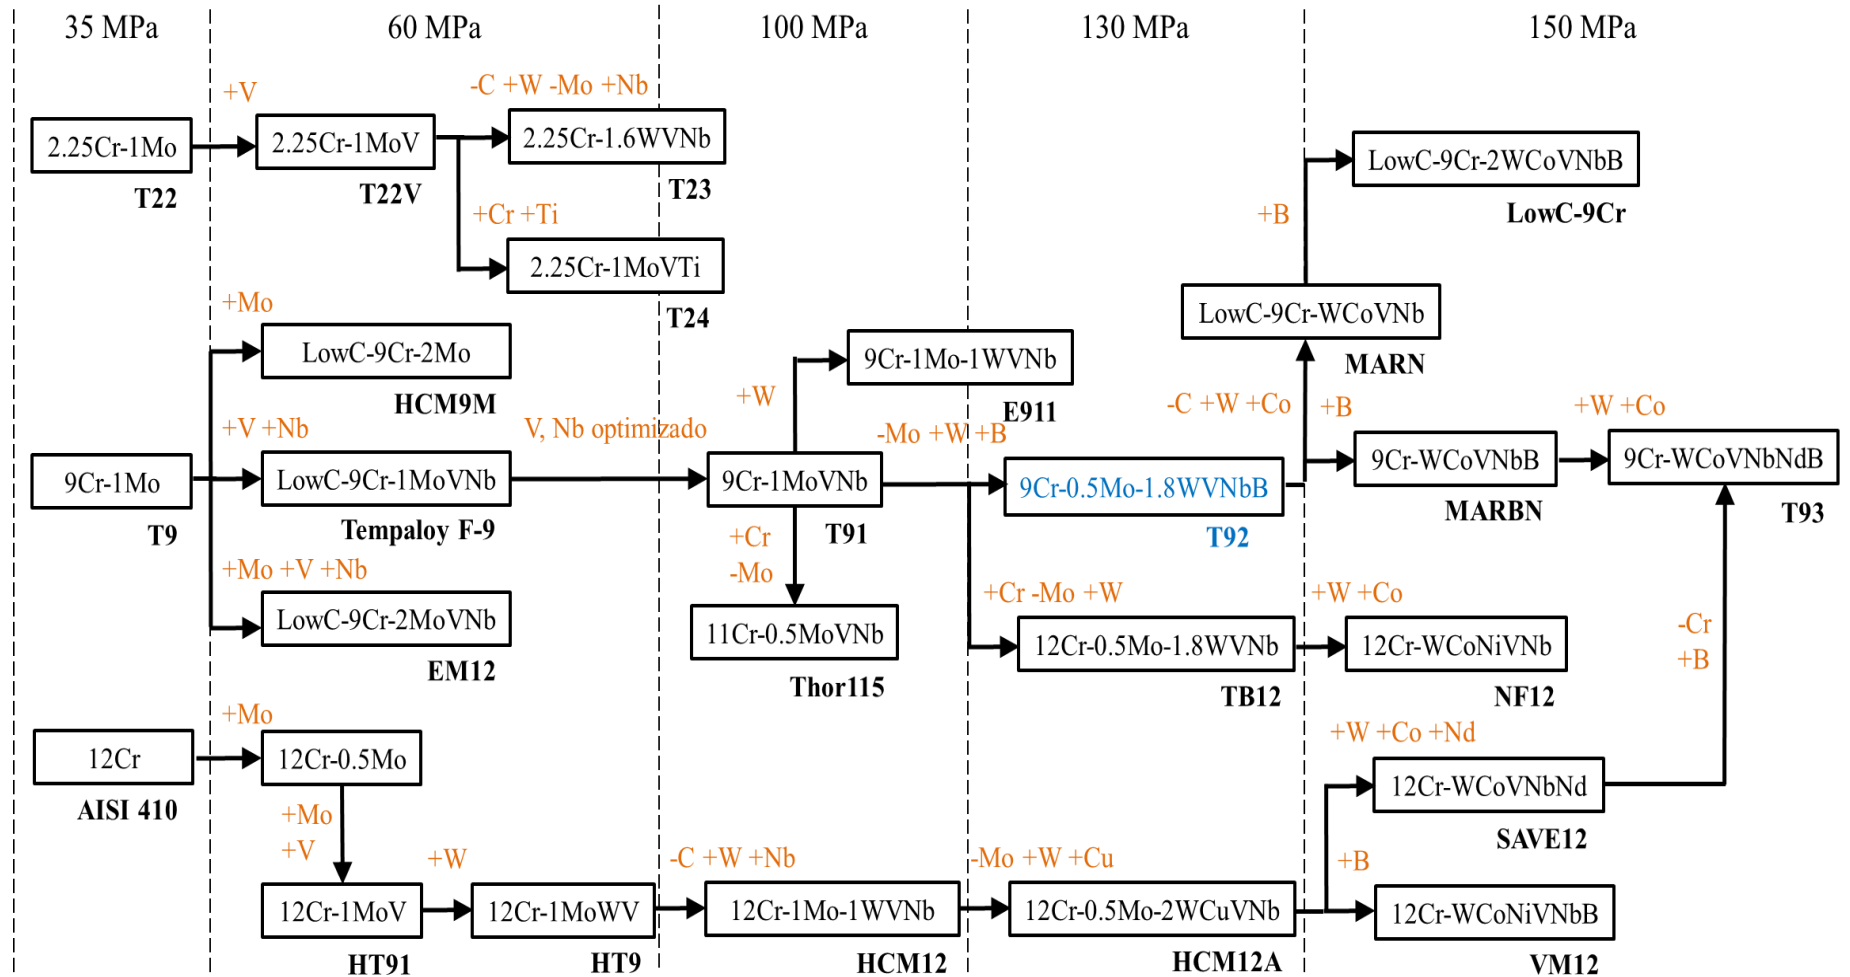 35 MPa
60 MPa
100 MPa
130 MPa
150 MPa
+V
-C +W -Mo +Nb
2.25Cr-1Mo
T22
2.25Cr-1MoV
T22V
2.25Cr-1.6WVNb
T23
+Cr +Ti
2.25Cr-1MoVTi
T24
LowC-9Cr-2WCoVNbB
LowC-9Cr
+B
LowC-9Cr-WCoVNb
MARN
+Mo
LowC-9Cr-2Mo
HCM9M
9Cr-1Mo-1WVNb
E911
+W
-C +W +Co
+B
+W +Co
+V +Nb
V, Nb optimizado
-Mo +W +B
9Cr-1Mo
T9
LowC-9Cr-1MoVNb
Tempaloy F-9
9Cr-1MoVNb
T91
9Cr-0.5Mo-1.8WVNbB
T92
9Cr-WCoVNbB
MARBN
9Cr-WCoVNbNdB
T93
+Cr
-Mo
+Mo +V +Nb
LowC-9Cr-2MoVNb
EM12
11Cr-0.5MoVNb
Thor115
+Cr -Mo +W
12Cr-0.5Mo-1.8WVNb
TB12
+W +Co
12Cr-WCoNiVNb
NF12
-Cr
+B
+Mo
12Cr
AISI 410
12Cr-0.5Mo
+Mo
+V
+W +Co +Nd
12Cr-WCoVNbNd
SAVE12
+W
-C +W +Nb
-Mo +W +Cu
+B
12Cr-1MoV
HT91
12Cr-1MoWV
HT9
12Cr-1Mo-1WVNb
HCM12
12Cr-0.5Mo-2WCuVNb
HCM12A
12Cr-WCoNiVNbB
VM12